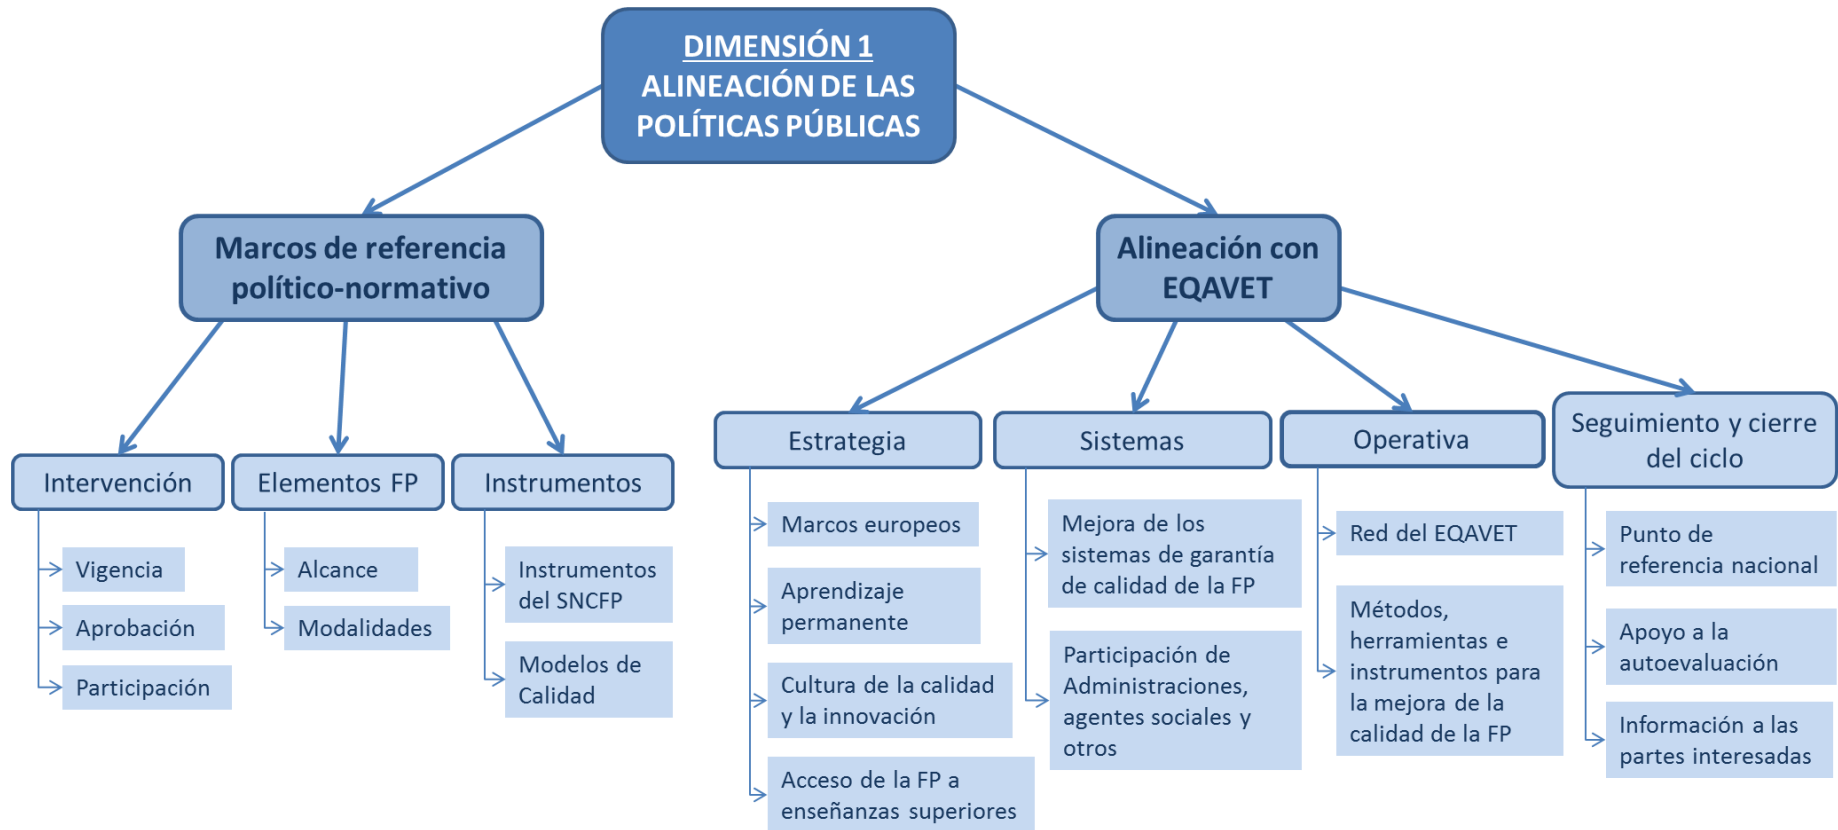 DIMENSIÓN 1
ALINEACIÓN DE LAS
POLÍTICAS PÚBLICAS
Marcos de referencia
político-normativo
Alineación con
EQAVET
Intervención
Vigencia
Aprobación
Participación
Elementos FP
Alcance
Modalidades
Instrumentos
Instrumentos
del SNCFP
Modelos de
Calidad
Estrategia
Marcos europeos
Aprendizaje
permanente
Cultura de la calidad
y la innovación
Acceso de la FP a
enseñanzas superiores
Sistemas
Mejora de los
sistemas de garantía
de calidad de la FP
Participación de
Administraciones,
agentes sociales y
otros
Operativa
Red del EQAVET
Métodos,
herramientas e
instrumentos para
la mejora de la
calidad de la FP
Seguimiento y cierre
del ciclo
Punto de
referencia nacional
Apoyo a la
autoevaluación
Información a las
partes interesadas